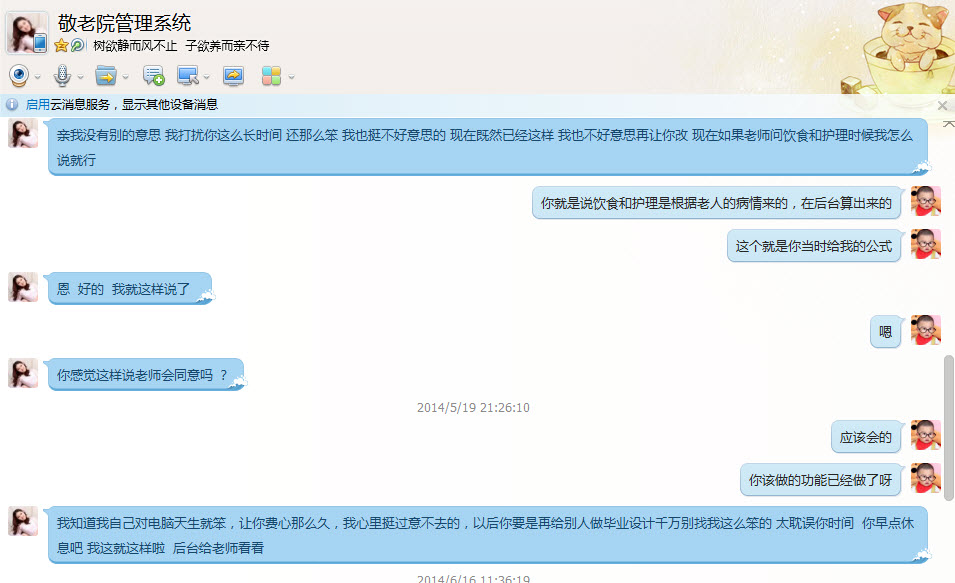 敬老院管理系统
树欲静而风不止 子欲养而亲不待
启用云消息服务，显示其他设备消息
亲我没有别的意思 我打扰你这么长时间 还那么笨 我也挺不好意思的 现在既然已经这样 我也不好意思再让你改 现在如果老师问饮食和护理时候我怎么
说就行
你就是说饮食和护理是根据老人的病情来的，在后台算出来的
这个就是你当时给我的公式
恩 好的 我就这样说了
嗯
你感觉这样说老师会同意吗 ？
2014/5/19 21:26:10
应该会的
你该做的功能已经做了呀
我知道我自己对电脑天生就笨，让你费心那么久，我心里挺过意不去的，以后你要是再给别人做毕业设计千万别找我这么笨的 太耽误你时间 你早点休
息吧 我这就这样啦 后台给老师看看
2014/6/16 11:36:19